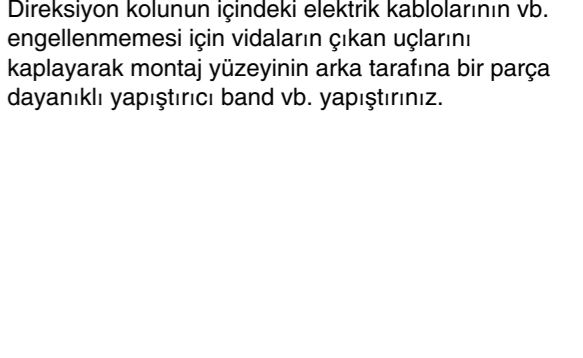 Direksiyon kolunun içindeki elektrik kablolarının vb.
engellenmemesi için vidaların çıkan uçlarını
kaplayarak montaj yüzeyinin arka tarafına bir parça
dayanıklı yapıştırıcı band vb. yapıştırınız.